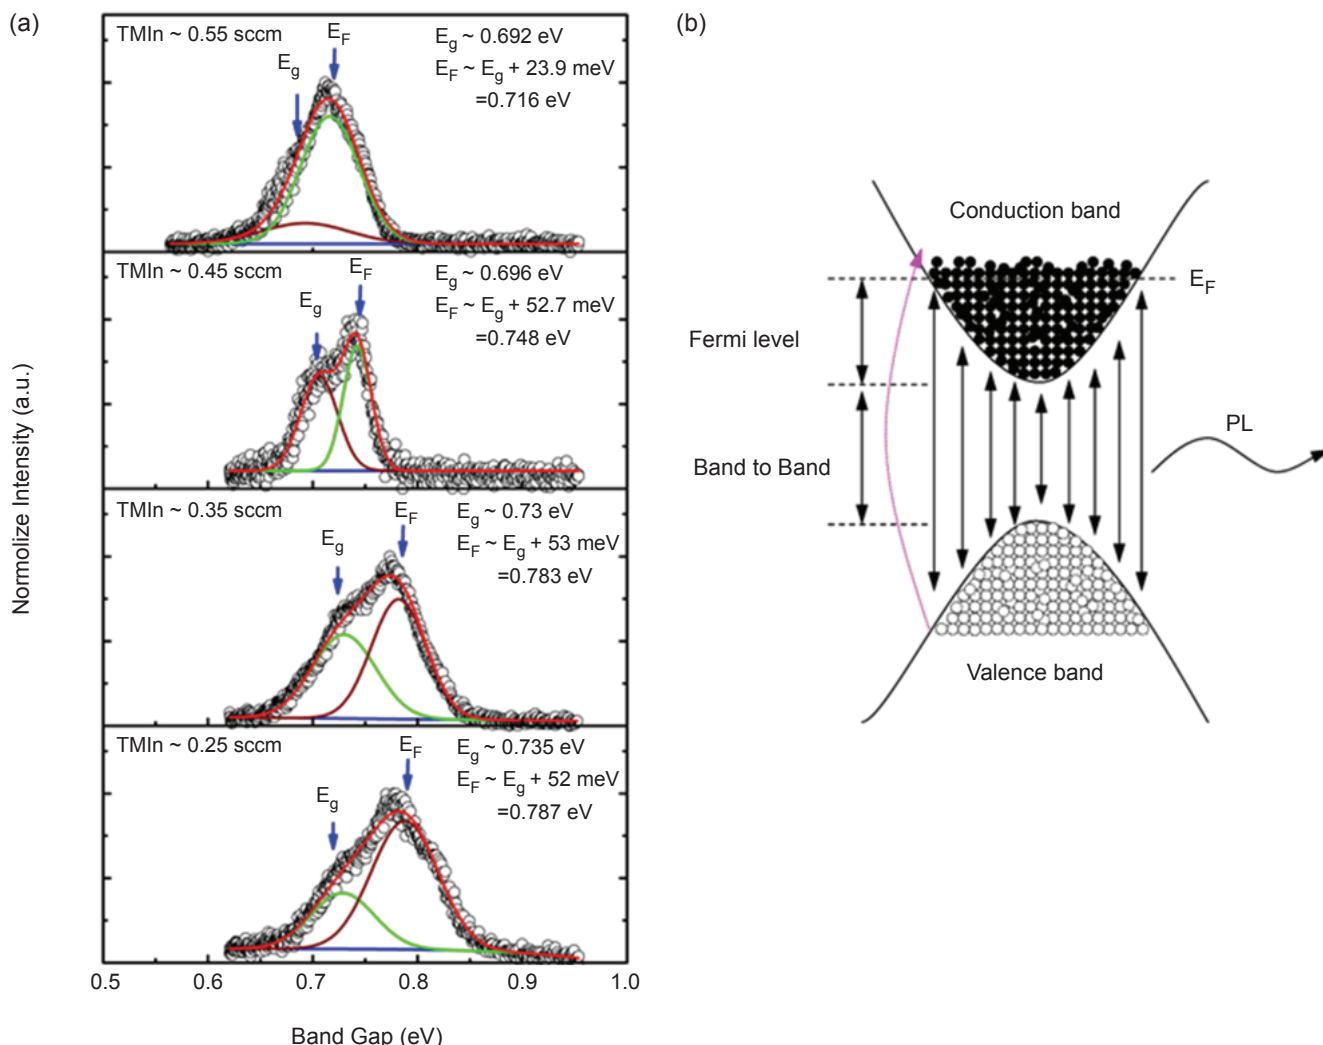 (a)
TMIn ~ 0.55 sccm
E_g
E_F
E_g ~ 0.692 eV
E_F ~ E_g + 23.9 meV
=0.716 eV
TMIn ~ 0.45 sccm
E_g
E_F
E_g ~ 0.696 eV
E_F ~ E_g + 52.7 meV
=0.748 eV
TMIn ~ 0.35 sccm
E_g
E_F
E_g ~ 0.73 eV
E_F ~ E_g + 53 meV
=0.783 eV
TMIn ~ 0.25 sccm
E_g
E_F
E_g ~ 0.735 eV
E_F ~ E_g + 52 meV
=0.787 eV
0.5 0.6 0.7 0.8 0.9 1.0
Band Gap (eV)
Normolize Intensity (a.u.)
(b)
Conduction band
E_F
Fermi level
Band to Band
PL
Valence band